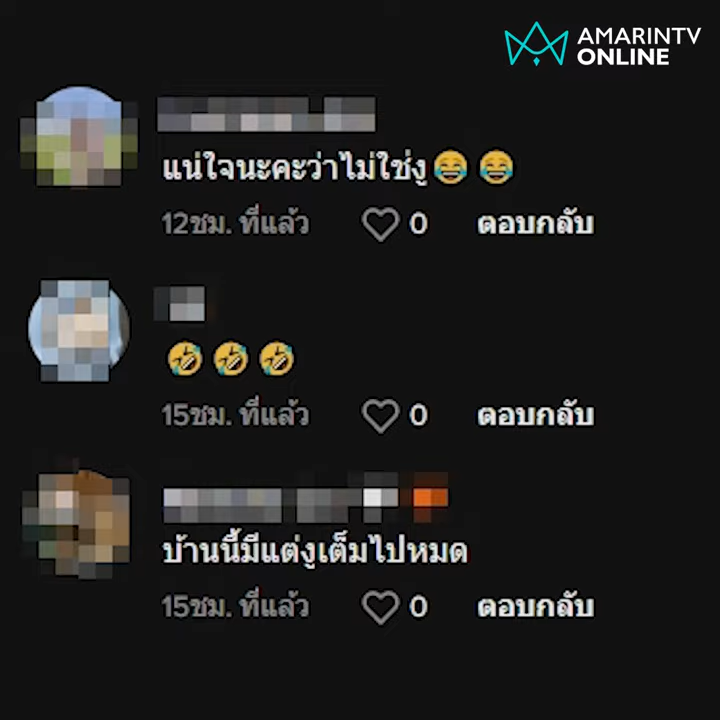 AMARINTV
ONLINE
แน่ใจนะคะว่าไม่ใช่งู😂 😂
12ชม. ที่แล้ว ♡ 0 ตอบกลับ
🤣 🤣 🤣
15ชม. ที่แล้ว ♡ 0 ตอบกลับ
บ้านนี้มีแต่งูเต็มไปหมด
15ชม. ที่แล้ว ♡ 0 ตอบกลับ